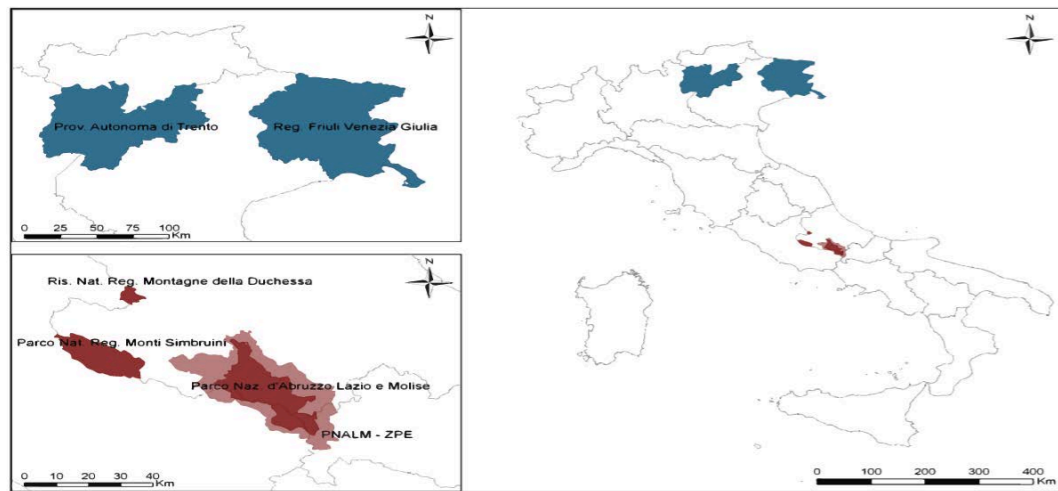 N
Prov. Autonoma di Trento
Reg. Friuli Venezia Giulia
0 25 50 75 100
Km
N
Ris. Nat. Reg. Montagne della Duchessa
Parco Nat. Reg. Monti Simbruini
Parco Naz. d'Abruzzo Lazio e Molise
PNALM - ZPE
0 10 20 30 40
Km
N
0 100 200 300 400
Km